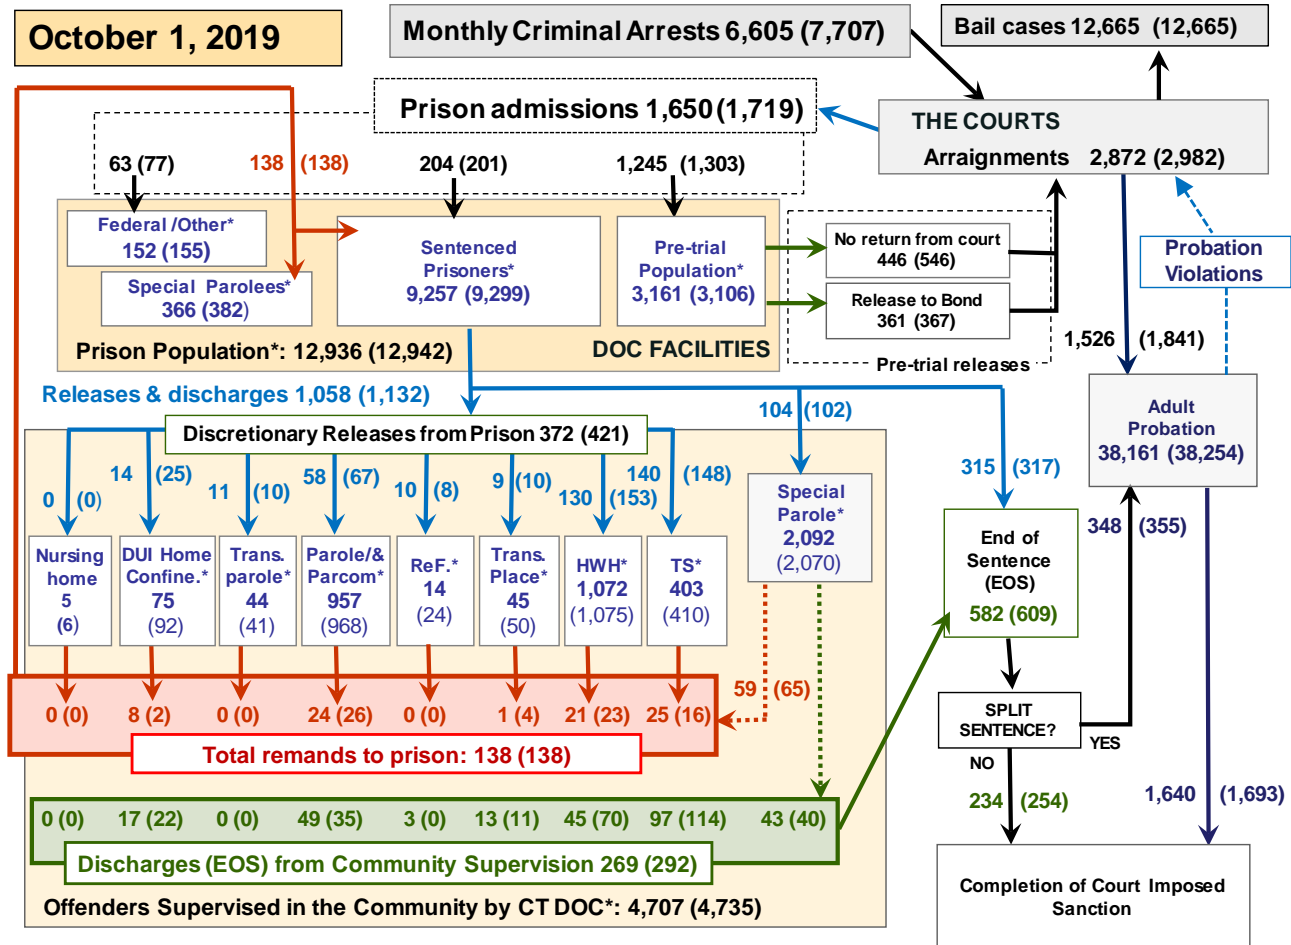 October 1, 2019
Monthly Criminal Arrests 6,605 (7,707)
Bail cases 12,665 (12,665)
Prison admissions 1,650 (1,719)
THE COURTS
Arraignments 2,872 (2,982)
63 (77)
138 (138)
204 (201)
1,245 (1,303)
Federal /Other*
152 (155)
Special Parolees*
366 (382)
Sentenced
Prisoners*
9,257 (9,299)
Pre-trial
Population*
3,161 (3,106)
No return from court
446 (546)
Release to Bond
361 (367)
Pre-trial releases
Probation
Violations
Prison Population*: 12,936 (12,942)
DOC FACILITIES
1,526 (1,841)
Releases & discharges 1,058 (1,132)
Adult
Probation
38,161 (38,254)
Discretionary Releases from Prison 372 (421)
104 (102)
315 (317)
0 (0)
14 (25)
11 (10)
58 (67)
10 (8)
9 (10)
130 (153)
140 (148)
Nursing
home
5
(6)
DUI Home
Confine.*
75
(92)
Trans.
parole*
44
(41)
Parole/&
Parcom*
957
(968)
ReF.*
14
(24)
Trans.
Place*
45
(50)
HWH*
1,072
(1,075)
TS*
403
(410)
Special
Parole*
2,092
(2,070)
End of
Sentence
(EOS)
582 (609)
348 (355)
0 (0)
8 (2)
0 (0)
24 (26)
0 (0)
1 (4)
21 (23)
25 (16)
59 (65)
Total remands to prison: 138 (138)
SPLIT
SENTENCE?
YES
NO
234 (254)
1,640 (1,693)
0 (0)
17 (22)
0 (0)
49 (35)
3 (0)
13 (11)
45 (70)
97 (114)
43 (40)
Discharges (EOS) from Community Supervision 269 (292)
Completion of Court Imposed
Sanction
Offenders Supervised in the Community by CT DOC*: 4,707 (4,735)